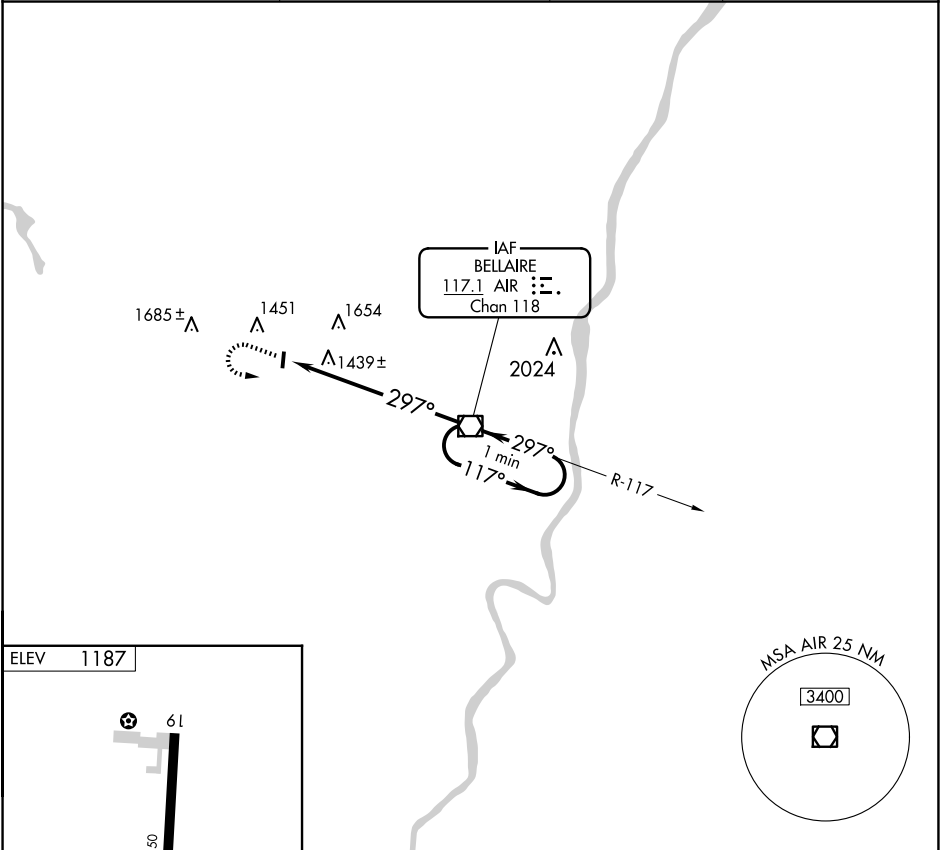 IAF
BELLAIRE
117.1 AIR
Chan 118
1685 ±
1451
1654
1439 ±
2024
297°
297°
1 min
117°
R-117
ELEV 1187
19
50
MSA AIR 25 NM
3400